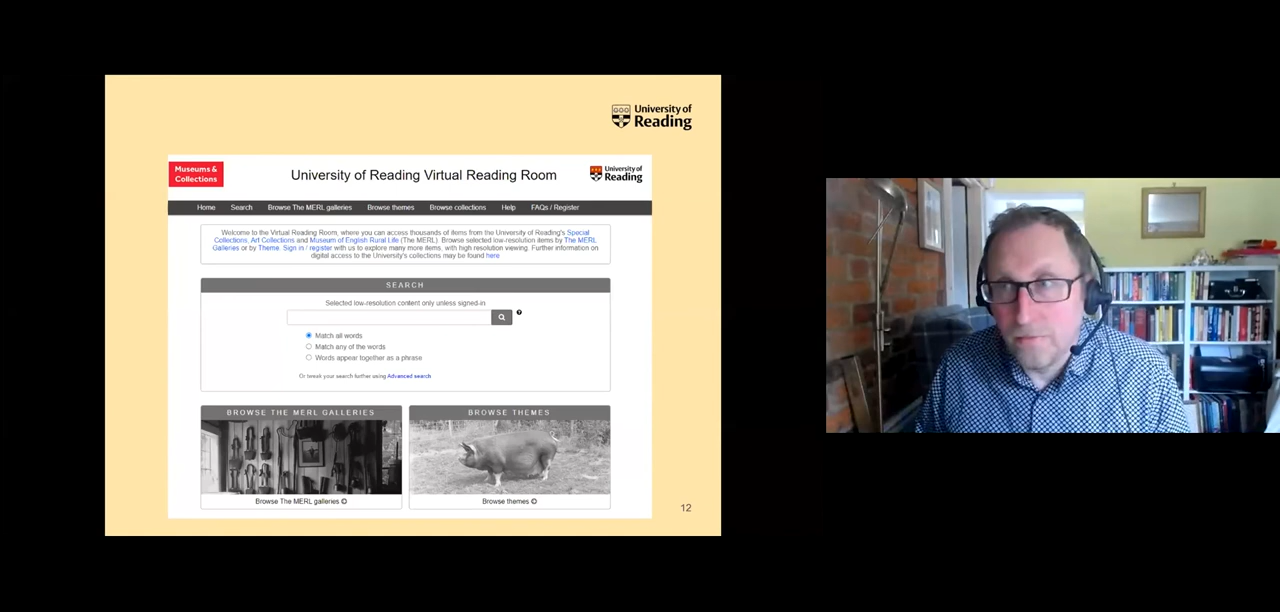 University of
Reading
Museums &
Collections
University of Reading Virtual Reading Room
University of
Reading
Home Search Browse The MERL galleries Browse themes Browse collections Help FAQs / Register
Welcome to the Virtual Reading Room, where you can access thousands of items from the University of Reading's Special
Collections, Art Collections and Museum of English Rural Life (The MERL). Browse selected low-resolution items by The MERL
Galleries or by Theme. Sign in / register with us to explore many more items, with high resolution viewing. Further information on
digital access to the University's collections may be found here
SEARCH
Selected low-resolution content only unless signed-in
Match all words
Match any of the words
Words appear together as a phrase
Or tweak your search further using Advanced search
BROWSE THE MERL GALLERIES
BROWSE THEMES
Browse The MERL galleries
Browse themes
12